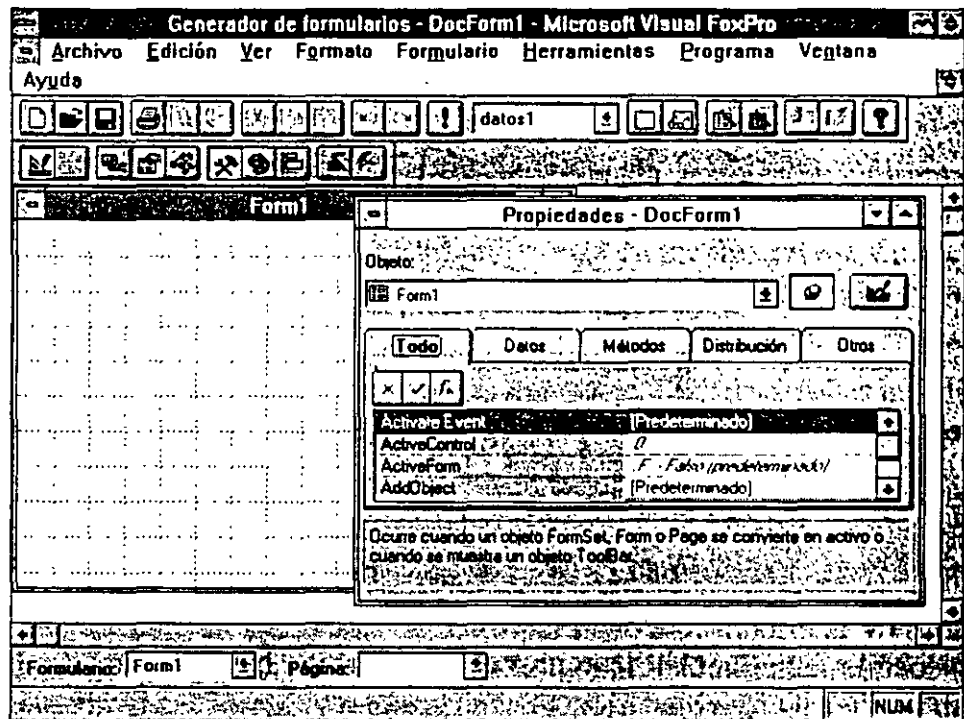 Generador de formularios - DocForm1 - Microsoft Visual FoxPro
Archivo Edición Ver Formato Formulario Herramientas Programa Ventana
Ayuda
datos1
Form1
Propiedades - DocForm1
Objeto:
Form1
Todo Datos Métodos Distribución Otros
Activate Event [Predeterminado]
ActiveControl 0
ActiveForm .F. - Falso (predeterminado)
AddObject [Predeterminado]
Ocurre cuando un objeto FormSet, Form o Page se convierte en activo o
cuando se muestra un objeto ToolBar.
Formulario: Form1 Página:
NUM